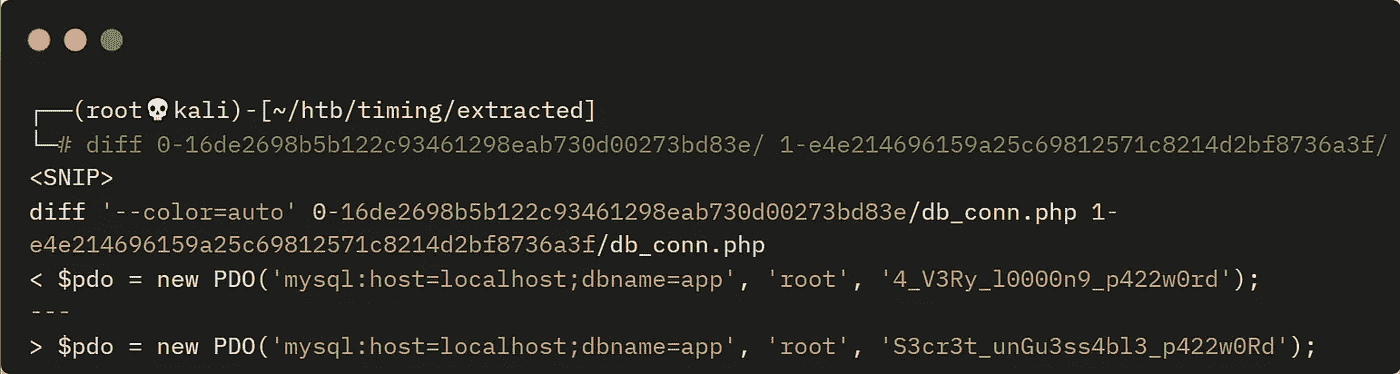 ┌──(root💀kali)-[~/htb/timing/extracted]
└─# diff 0-16de2698b5b122c93461298eab730d00273bd83e/ 1-e4e214696159a25c69812571c8214d2bf8736a3f/
<SNIP>
diff '--color=auto' 0-16de2698b5b122c93461298eab730d00273bd83e/db_conn.php 1-
e4e214696159a25c69812571c8214d2bf8736a3f/db_conn.php
< $pdo = new PDO('mysql:host=localhost;dbname=app', 'root', '4_V3Ry_l0000n9_p422w0rd');
---
> $pdo = new PDO('mysql:host=localhost;dbname=app', 'root', 'S3cr3t_unGu3ss4bl3_p422w0Rd');